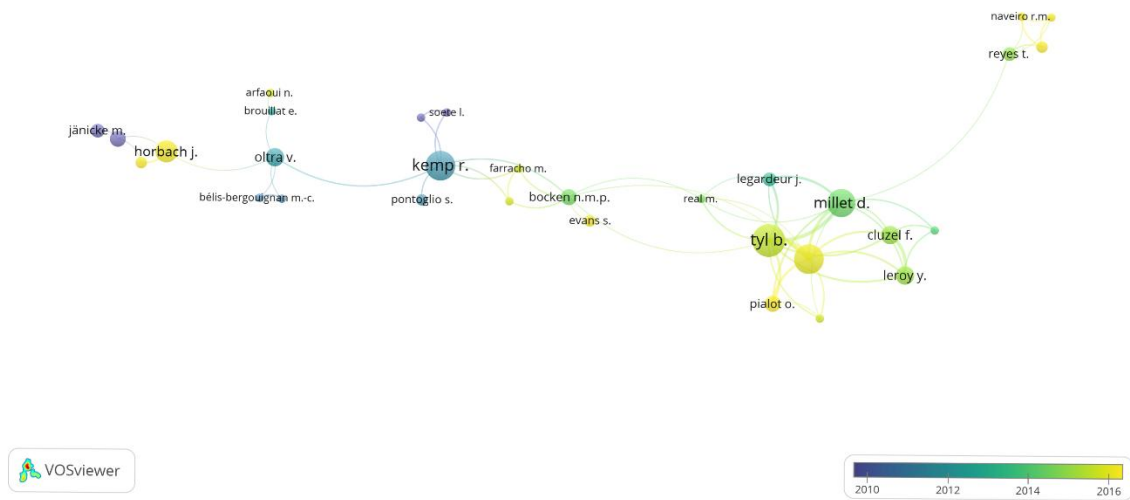 naveiro r.m.
reyes t.
arfaoui n.
brouillat e.
soete l.
jänicke m.
horbach j.
oltra v.
kemp r.
farracho m.
legardeur j.
bélis-bergouignan m.-c.
pontoglio s.
bocken n.m.p.
real m.
millet d.
evans s.
tyl b.
cluzel f.
leroy y.
pialot o.
VOSviewer
2010 2012 2014 2016